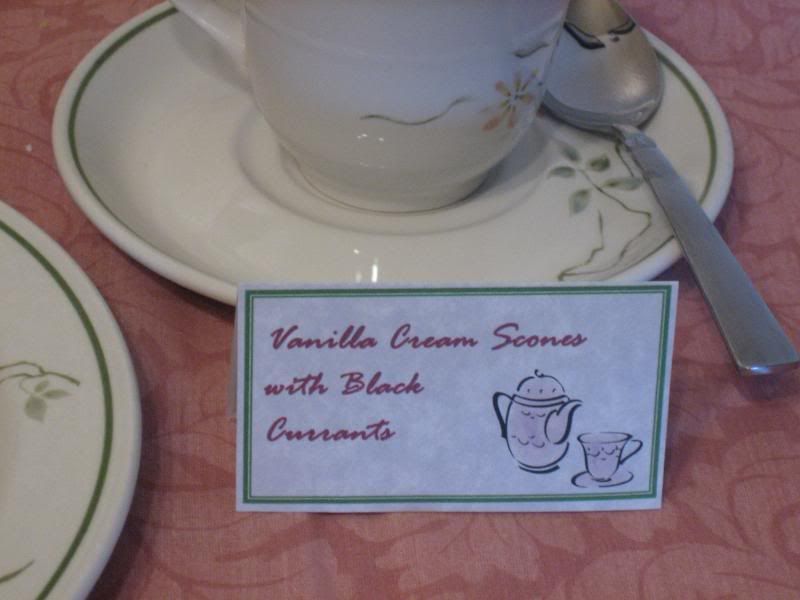 Vanilla Cream Scones
with Black
Currants